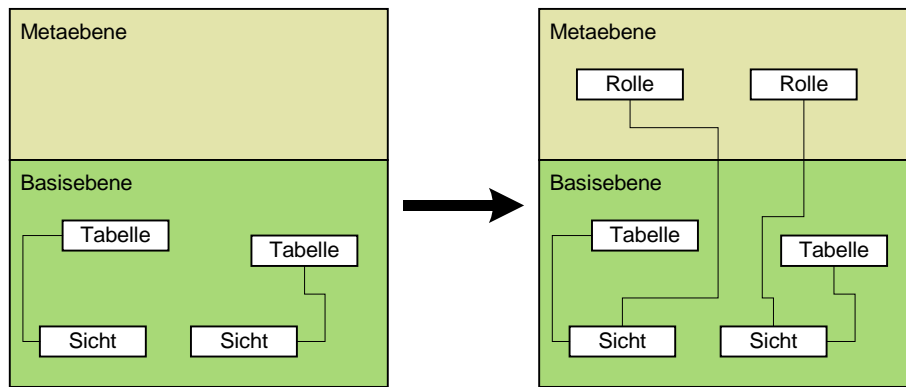 Metaebene
Basisebene
Tabelle
Tabelle
Sicht
Sicht
Metaebene
Rolle
Rolle
Basisebene
Tabelle
Tabelle
Sicht
Sicht